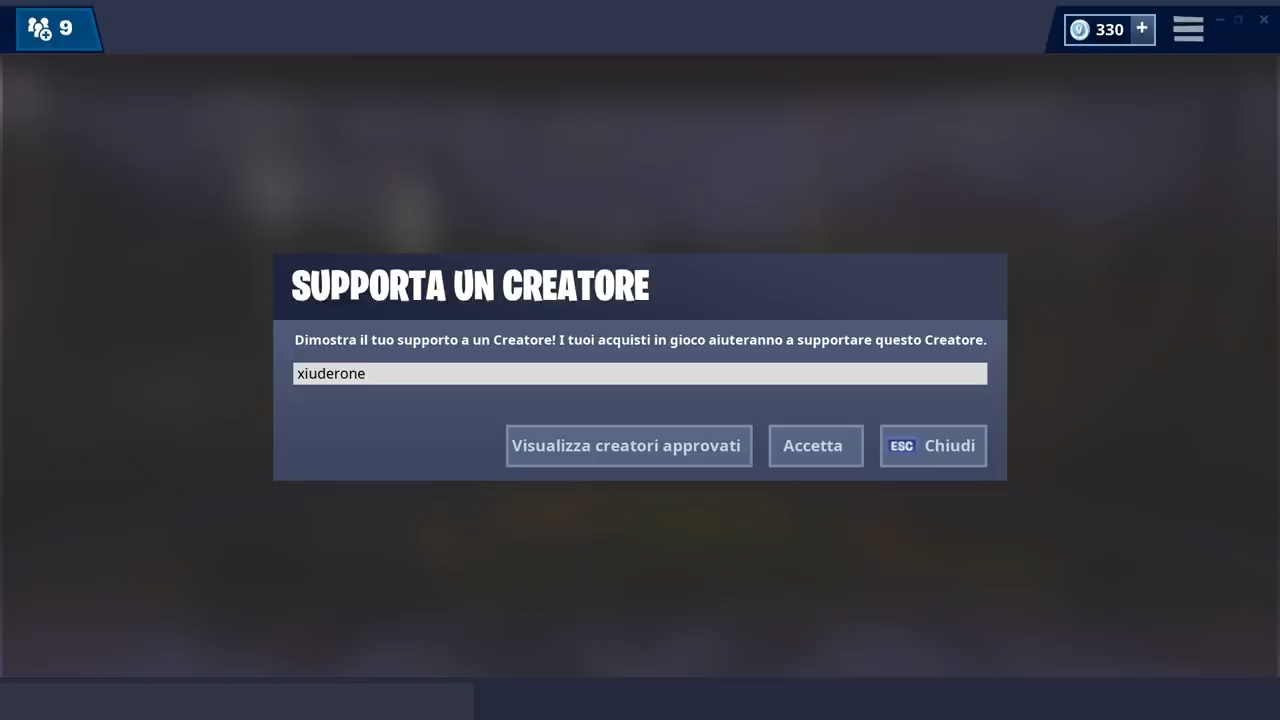 9
330 +
SUPPORTA UN CREATORE
Dimostra il tuo supporto a un Creatore! I tuoi acquisti in gioco aiuteranno a supportare questo Creatore.
xiuderone
Visualizza creatori approvati
Accetta
ESC Chiudi